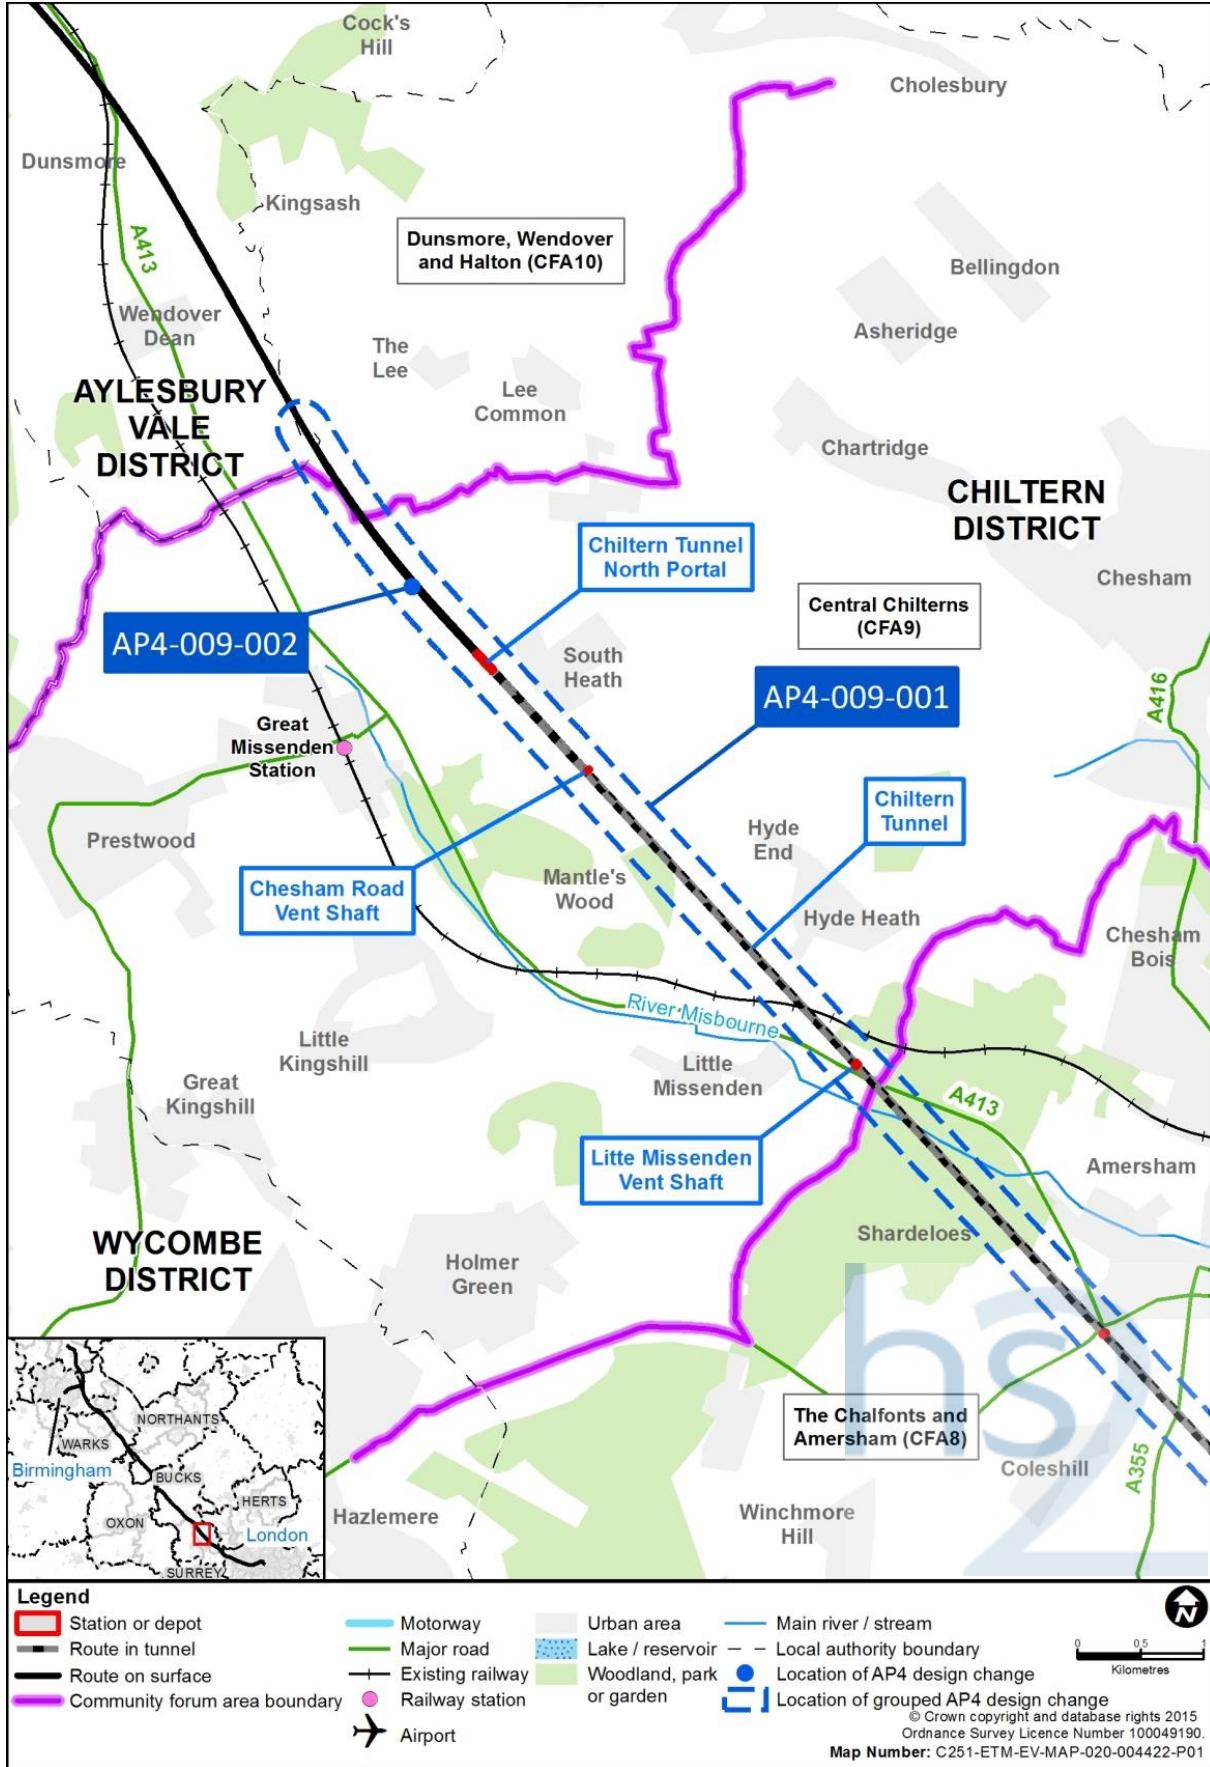 Cock's
Hill
Cholesbury
Dunsmore
Kingsash
A413
Dunsmore, Wendover
and Halton (CFA10)
Bellingdon
Wendover
Dean
Asheridge
The
Lee
Lee
Common
AYLESBURY
VALE
DISTRICT
Chartridge
CHILTERN
DISTRICT
Chiltern Tunnel
North Portal
Chesham
Central Chilterns
(CFA9)
AP4-009-002
South
Heath
AP4-009-001
A416
Great
Missenden
Station
Chiltern
Tunnel
Prestwood
Hyde
End
Chesham Road
Vent Shaft
Mantle's
Wood
Hyde Heath
Chesham
Bois
River Misbourne
Little
Kingshill
Little
Missenden
Great
Kingshill
A413
Litte Missenden
Vent Shaft
Amersham
Shardeloes
WYCOMBE
DISTRICT
Holmer
Green
hs2
The Chalfonts and
Amersham (CFA8)
Coleshill
A355
Hazlemere
Winchmore
Hill
NORTHANTS
WARKS
Birmingham
BUCKS
HERTS
OXON
London
SURREY
Legend
Station or depot
Route in tunnel
Route on surface
Community forum area boundary
Motorway
Major road
Existing railway
Railway station
Airport
Urban area
Lake / reservoir
Woodland, park
or garden
Main river / stream
Local authority boundary
Location of AP4 design change
Location of grouped AP4 design change
N
0 0.5 1
Kilometres
© Crown copyright and database rights 2015
Ordnance Survey Licence Number 100049190.
Map Number: C251-ETM-EV-MAP-020-004422-P01